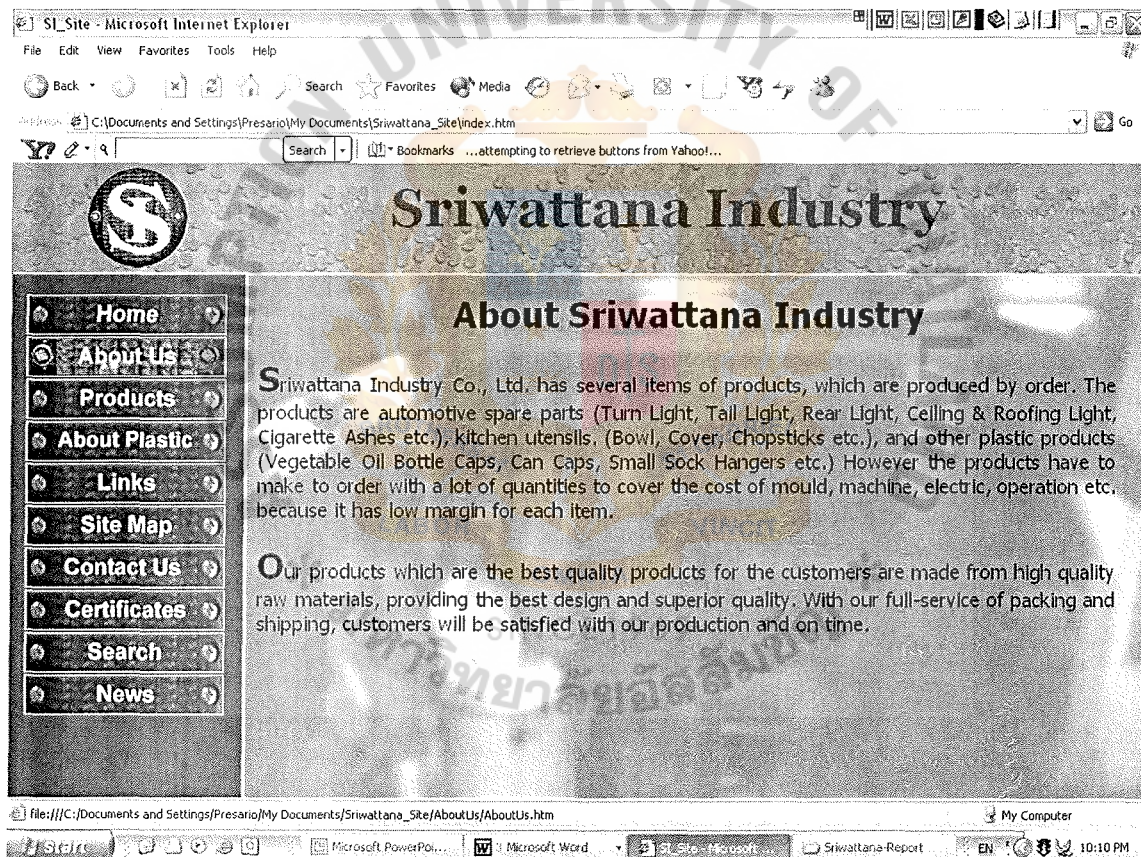 SI_Site - Microsoft Internet Explorer
File Edit View Favorites Tools Help
Back Search Favorites Media
C:\Documents and Settings\Presario\My Documents\Sriwattana_Site\index.htm Go
Y? Search Bookmarks ...attempting to retrieve buttons from Yahoo!...
S Sriwattana Industry
Home
About Us
Products
About Plastic
Links
Site Map
Contact Us
Certificates
Search
News
About Sriwattana Industry
Sriwattana Industry Co., Ltd. has several items of products, which are produced by order. The
products are automotive spare parts (Turn Light, Tail Light, Rear Light, Ceiling & Roofing Light,
Cigarette Ashes etc.), kitchen utensils. (Bowl, Cover, Chopsticks etc.), and other plastic products
(Vegetable Oil Bottle Caps, Can Caps, Small Sock Hangers etc.) However the products have to
make to order with a lot of quantities to cover the cost of mould, machine, electric, operation etc.
because it has low margin for each item.
Our products which are the best quality products for the customers are made from high quality
raw materials, providing the best design and superior quality. With our full-service of packing and
shipping, customers will be satisfied with our production and on time.
file:///C:/Documents and Settings/Presario/My Documents/Sriwattana_Site/AboutUs/AboutUs.htm My Computer
Start Microsoft PowerPoi... 3 Microsoft Word SI_Site - Microsoft ... Sriwattana-Report EN 10:10 PM
UNIVERSITY OF